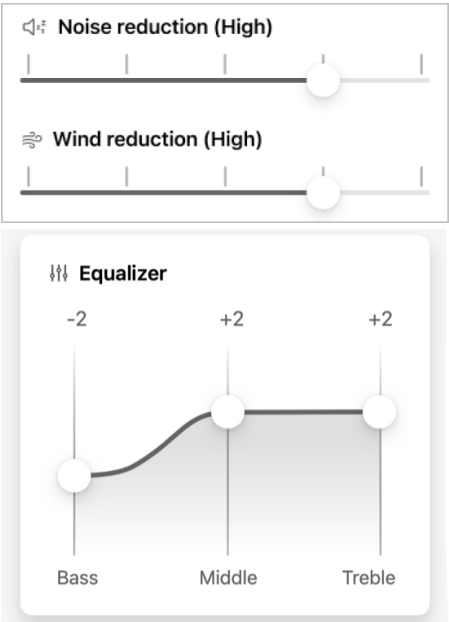 Noise reduction (High)
Wind reduction (High)
Equalizer
-2 +2 +2
Bass Middle Treble